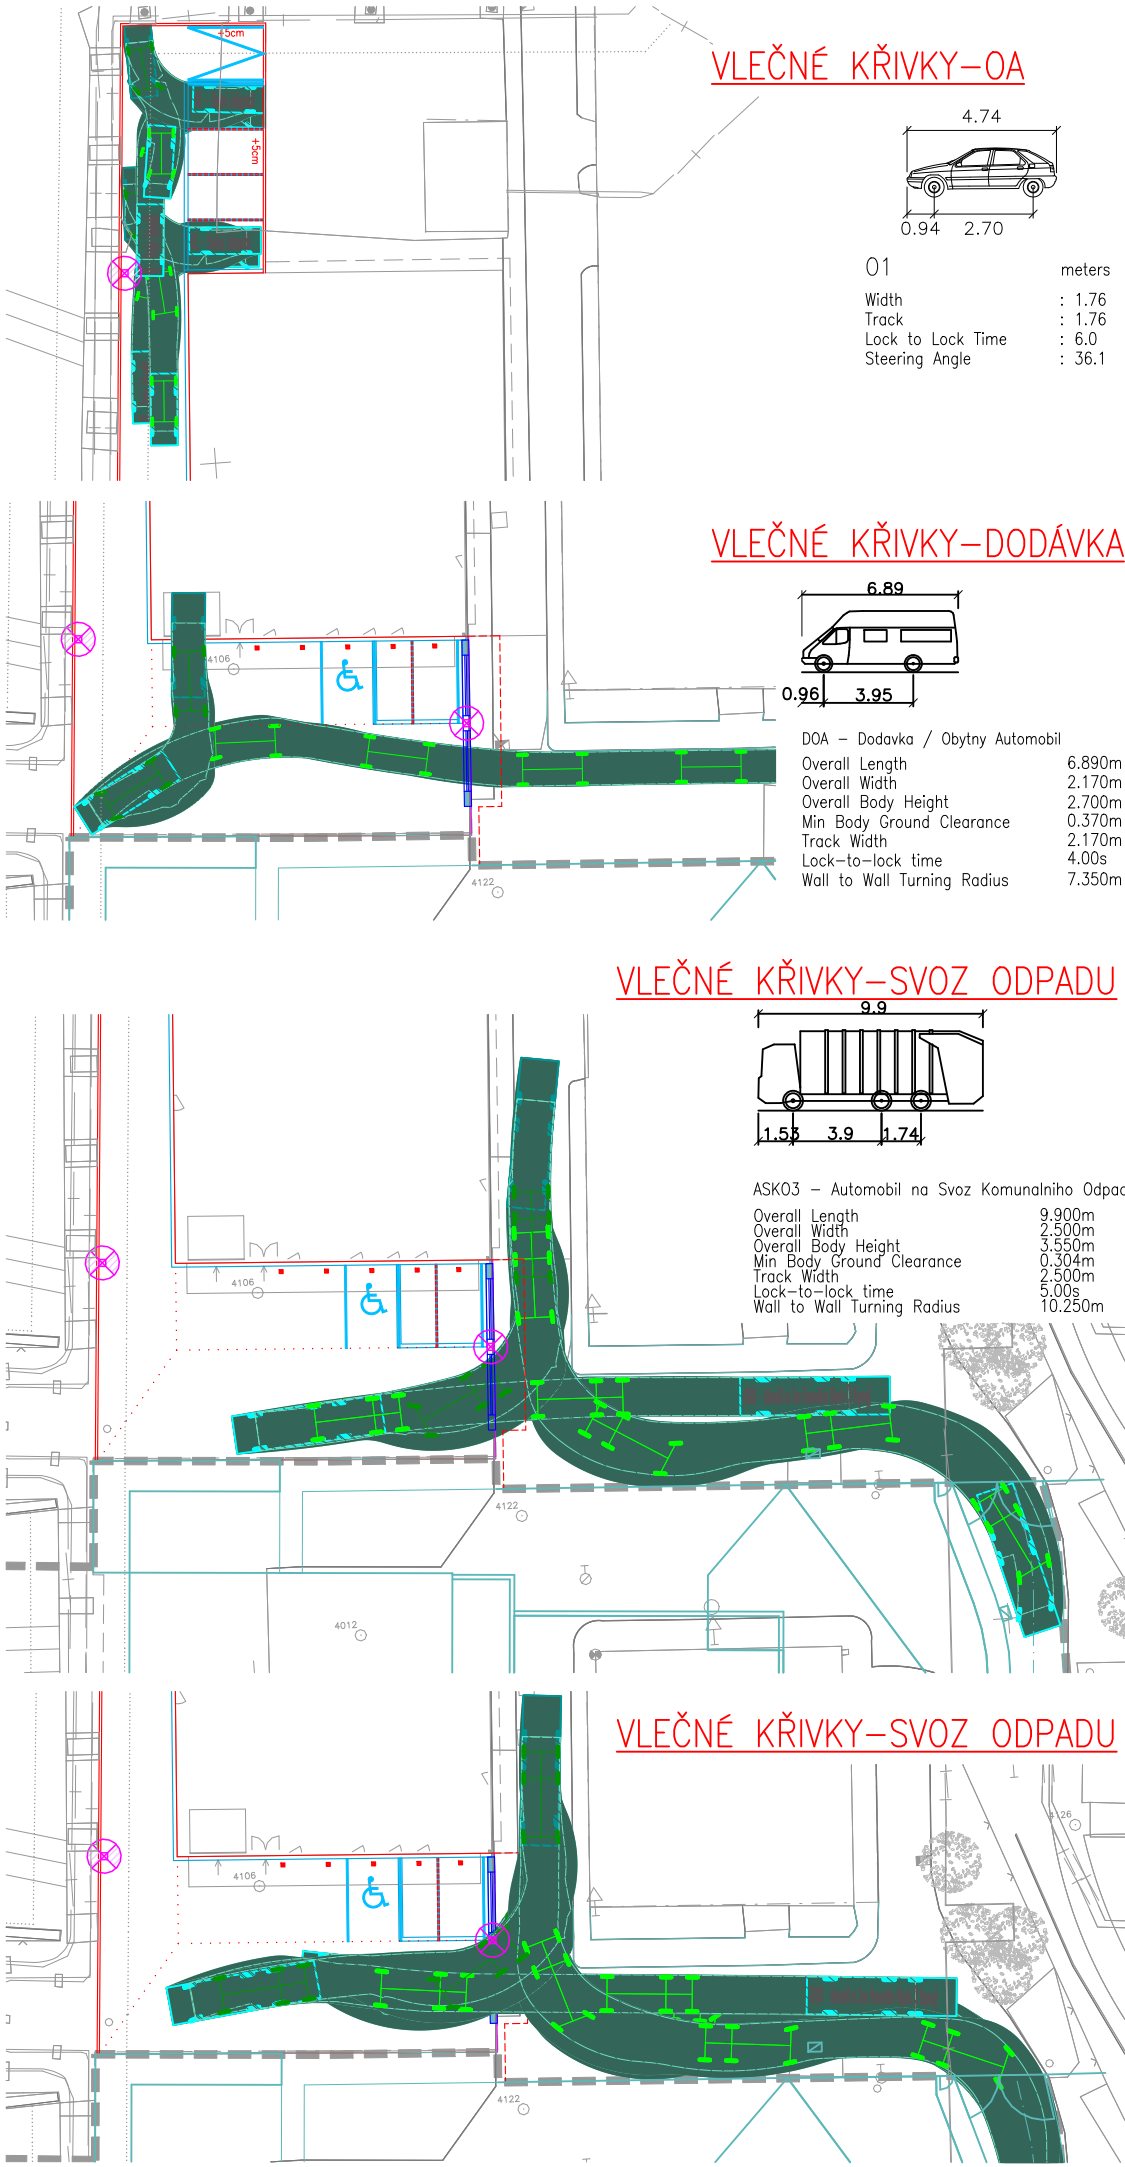 +5cm
VLEČNÉ KŘIVKY-OA
4.74
+5cm
0.94 2.70
O1 meters
Width : 1.76
Track : 1.76
Lock to Lock Time : 6.0
Steering Angle : 36.1
VLEČNÉ KŘIVKY-DODÁVKA
6.89
4106
0.96 3.95
DOA - Dodavka / Obytny Automobil
Overall Length 6.890m
Overall Width 2.170m
Overall Body Height 2.700m
Min Body Ground Clearance 0.370m
Track Width 2.170m
Lock-to-lock time 4.00s
Wall to Wall Turning Radius 7.350m
4122
VLEČNÉ KŘIVKY-SVOZ ODPADU
9.9
1.53 3.9 1.74
ASKO3 - Automobil na Svoz Komunalniho Odpad
Overall Length 9.900m
Overall Width 2.500m
Overall Body Height 3.550m
Min Body Ground Clearance 0.304m
Track Width 2.500m
Lock-to-lock time 5.00s
Wall to Wall Turning Radius 10.250m
4106
4122
4012
VLEČNÉ KŘIVKY-SVOZ ODPADU
4126
4106
4122